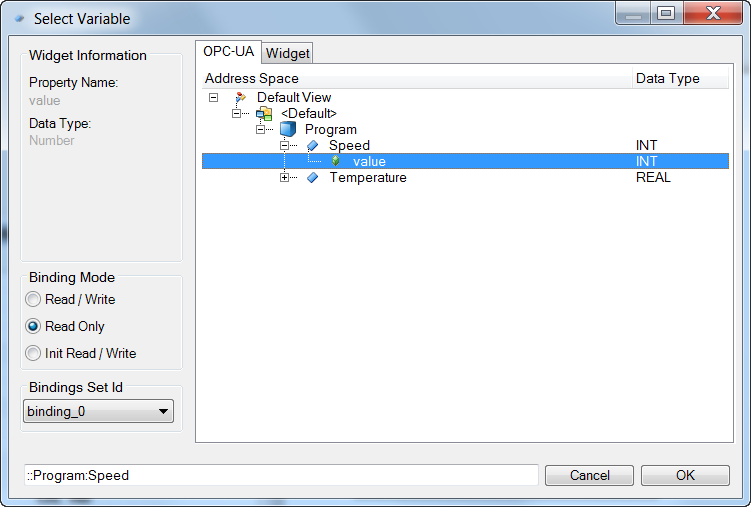 Select Variable
Widget Information
Property Name:
value
Data Type:
Number
Binding Mode
Read / Write
Read Only
Init Read / Write
Bindings Set Id
binding_0
OPC-UA Widget
Address Space Data Type
Default View
<Default>
Program
Speed INT
value INT
Temperature REAL
::Program:Speed
Cancel OK